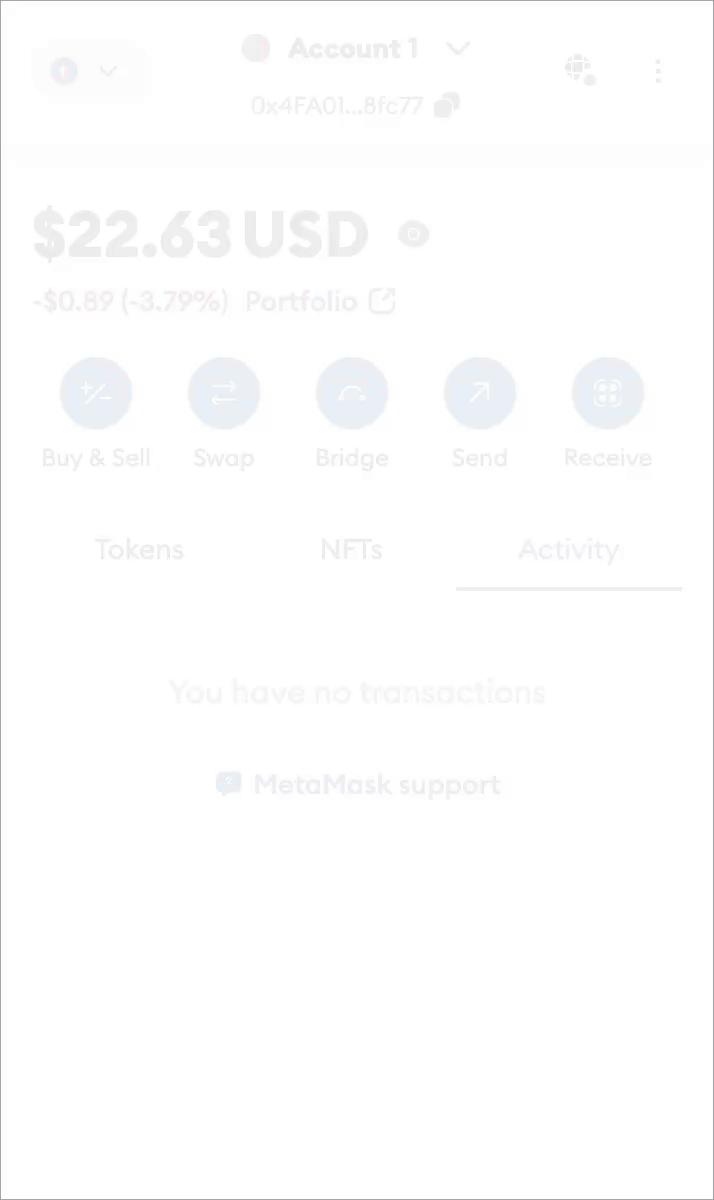 Account 1
0x4FA01...8fc77
$22.63 USD
-$0.89 (-3.79%) Portfolio
Buy & Sell Swap Bridge Send Receive
Tokens NFTs Activity
You have no transactions
MetaMask support